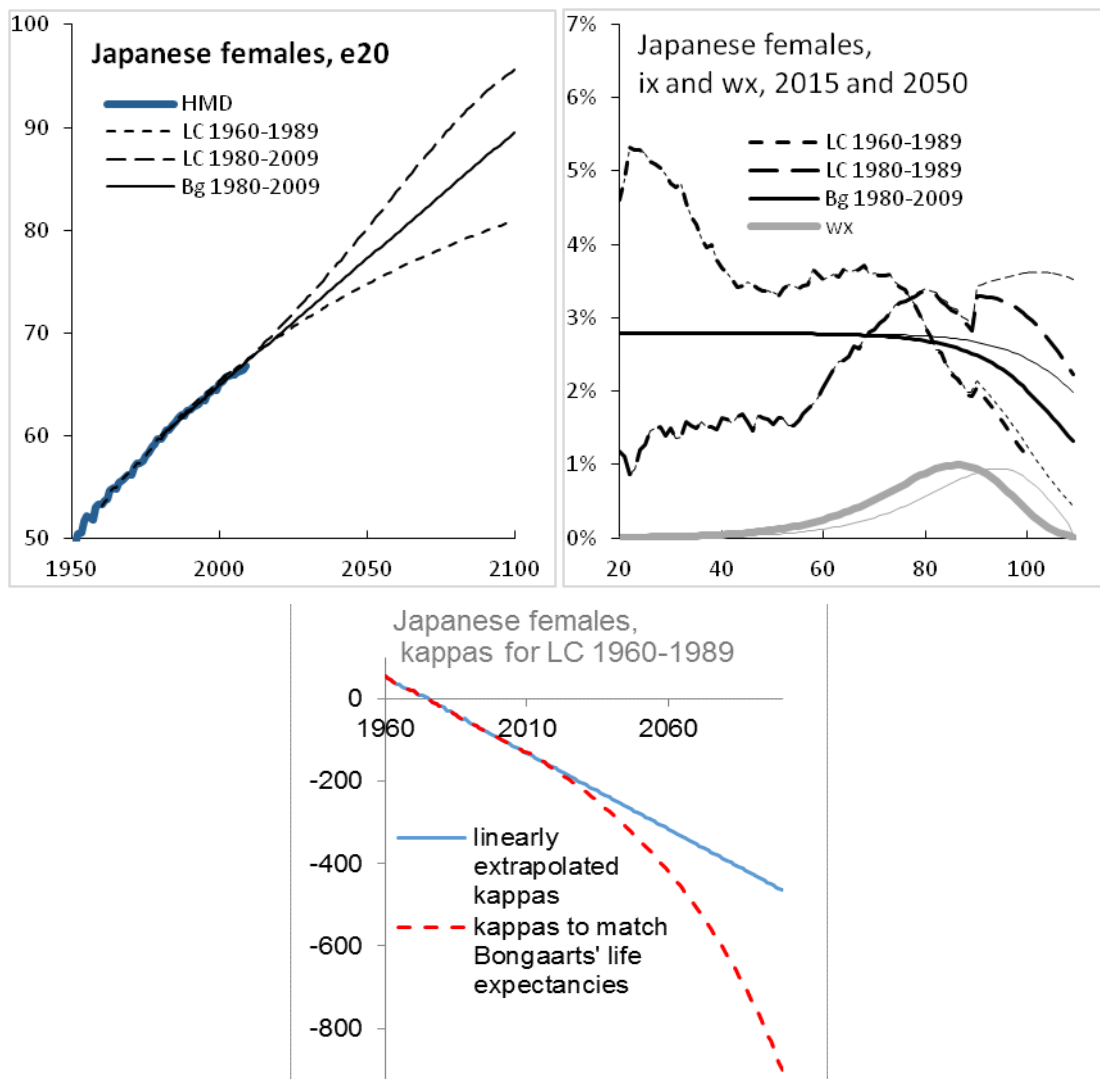 Japanese females, e20
HMD
LC 1960-1989
LC 1980-2009
Bg 1980-2009
100
90
80
70
60
50
1950
2000
2050
2100
Japanese females,
ix and wx, 2015 and 2050
LC 1960-1989
LC 1980-1989
Bg 1980-2009
wx
7%
6%
5%
4%
3%
2%
1%
0%
20
40
60
80
100
Japanese females,
kappas for LC 1960-1989
0
1960
2010
2060
-200
-400
-600
-800
linearly
extrapolated
kappas
kappas to match
Bongaarts' life
expectancies